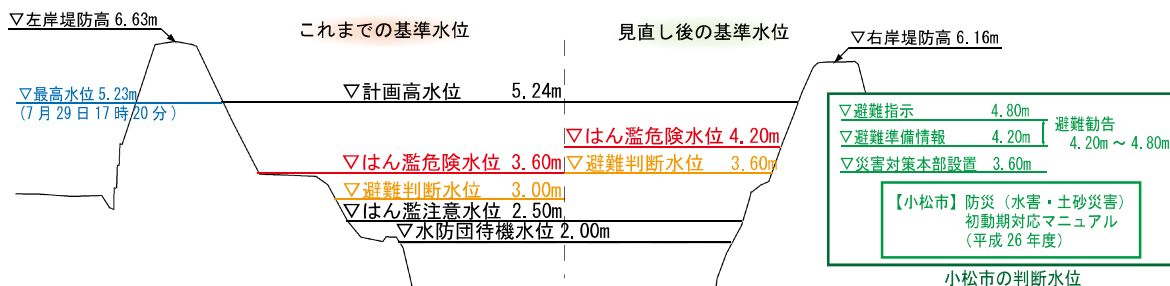 ▽左岸堤防高 6.63m
これまでの基準水位
見直し後の基準水位
▽右岸堤防高 6.16m
▽最高水位 5.23m
(7月29日17時20分)
▽計画高水位 5.24m
▽はん濫危険水位 4.20m
▽はん濫危険水位 3.60m
▽避難判断水位 3.60m
▽避難判断水位 3.00m
▽はん濫注意水位 2.50m
▽水防団待機水位 2.00m
▽避難指示 4.80m
▽避難準備情報 4.20m
避難勧告
4.20m ~ 4.80m
▽災害対策本部設置 3.60m
【小松市】防災(水害・土砂災害)
初動期対応マニュアル
(平成26年度)
小松市の判断水位